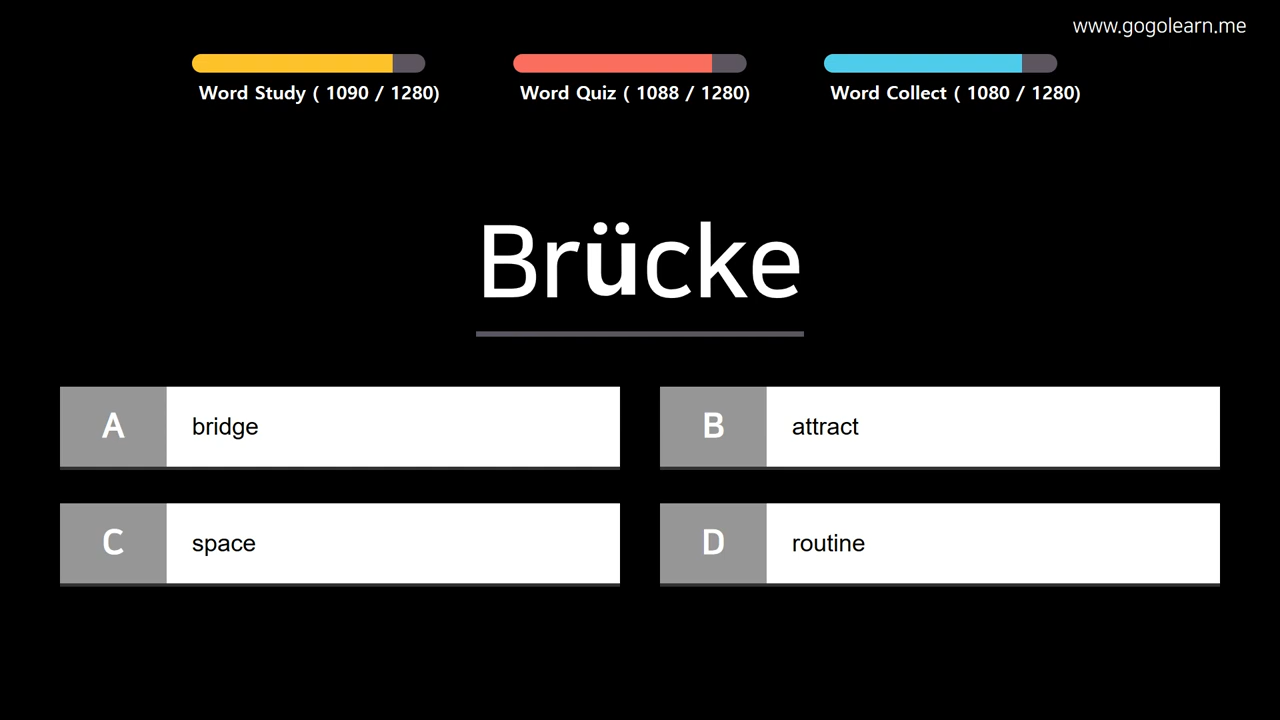 www.gogolearn.me
Word Study ( 1090 / 1280)
Word Quiz ( 1088 / 1280)
Word Collect ( 1080 / 1280)
Brücke
A bridge
B attract
C space
D routine